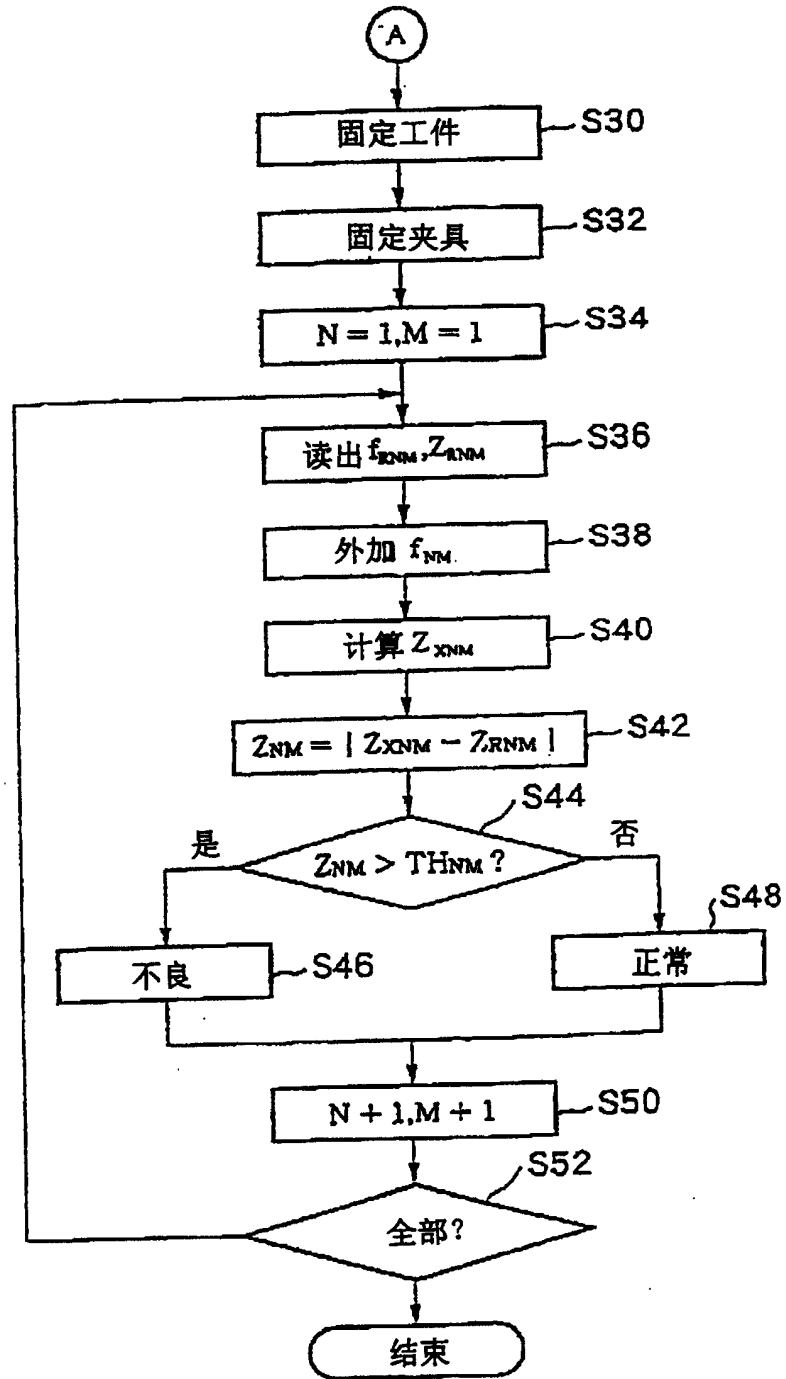 A
固定工件
S30
固定夹具
S32
N = 1,M = 1
S34
读出 fRNM,ZRNM
S36
外加 fNM
S38
计算 ZXNM
S40
ZNM = | ZXNM - ZRNM |
S42
S44
是
ZNM > THNM ?
否
不良
S46
正常
S48
N + 1,M + 1
S50
S52
全部?
结束